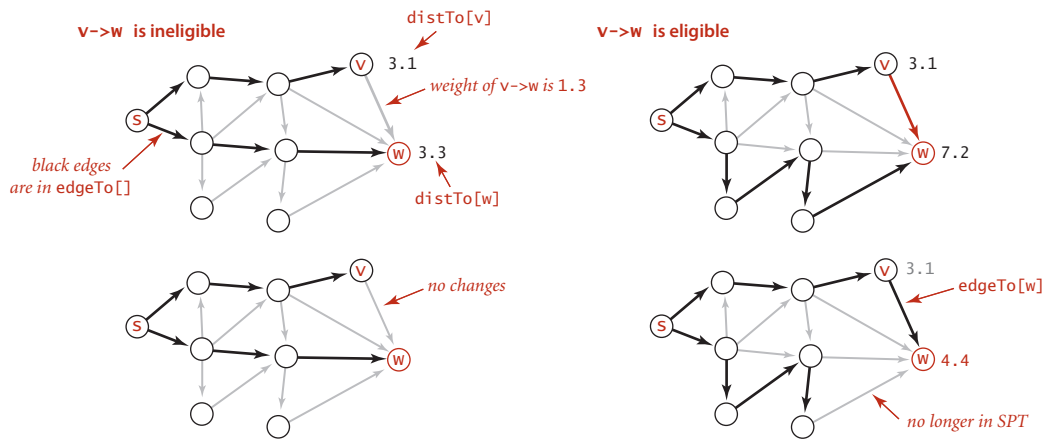 v->w is ineligible
distTo[v]
v
3.1
weight of v->w is 1.3
s
black edges
are in edgeTo[]
w
3.3
distTo[w]
v->w is eligible
v
3.1
s
w
7.2
v
no changes
s
w
v
3.1
edgeTo[w]
s
w
4.4
no longer in SPT